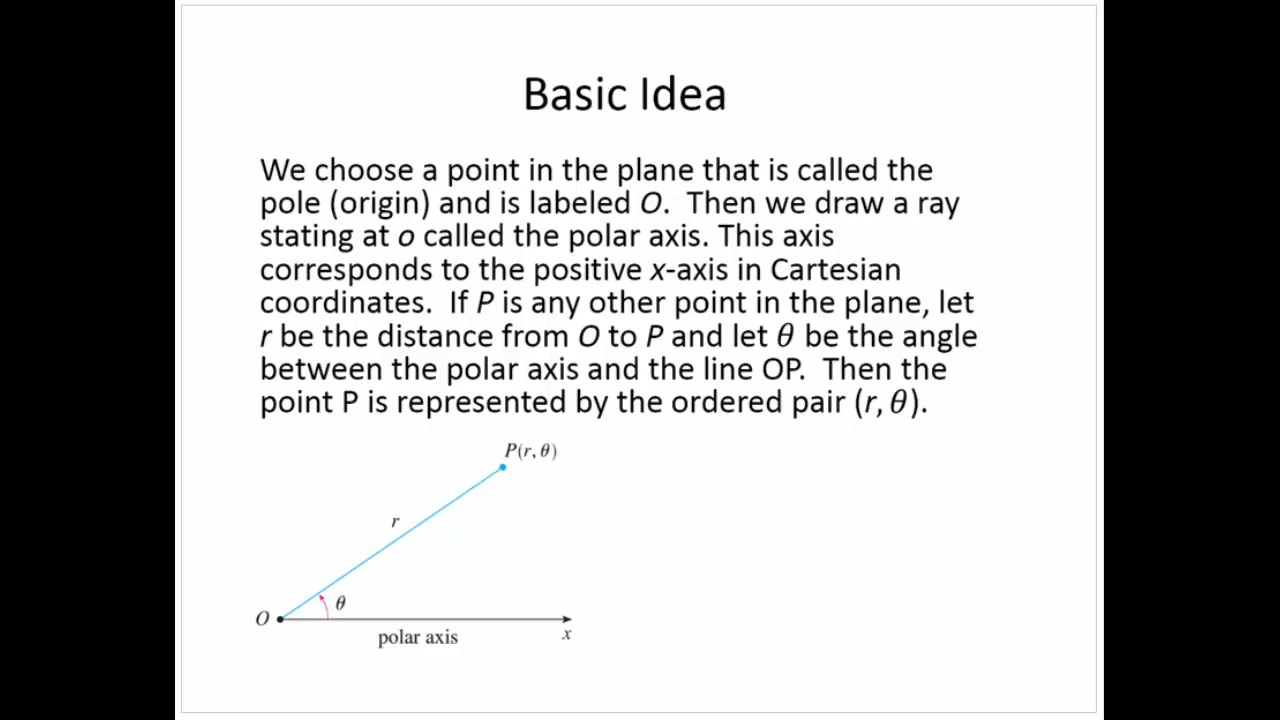 Basic Idea
We choose a point in the plane that is called the
pole (origin) and is labeled O. Then we draw a ray
stating at o called the polar axis. This axis
corresponds to the positive x-axis in Cartesian
coordinates. If P is any other point in the plane, let
r be the distance from O to P and let θ be the angle
between the polar axis and the line OP. Then the
point P is represented by the ordered pair (r, θ).
P(r, θ)
r
θ
O
polar axis
x